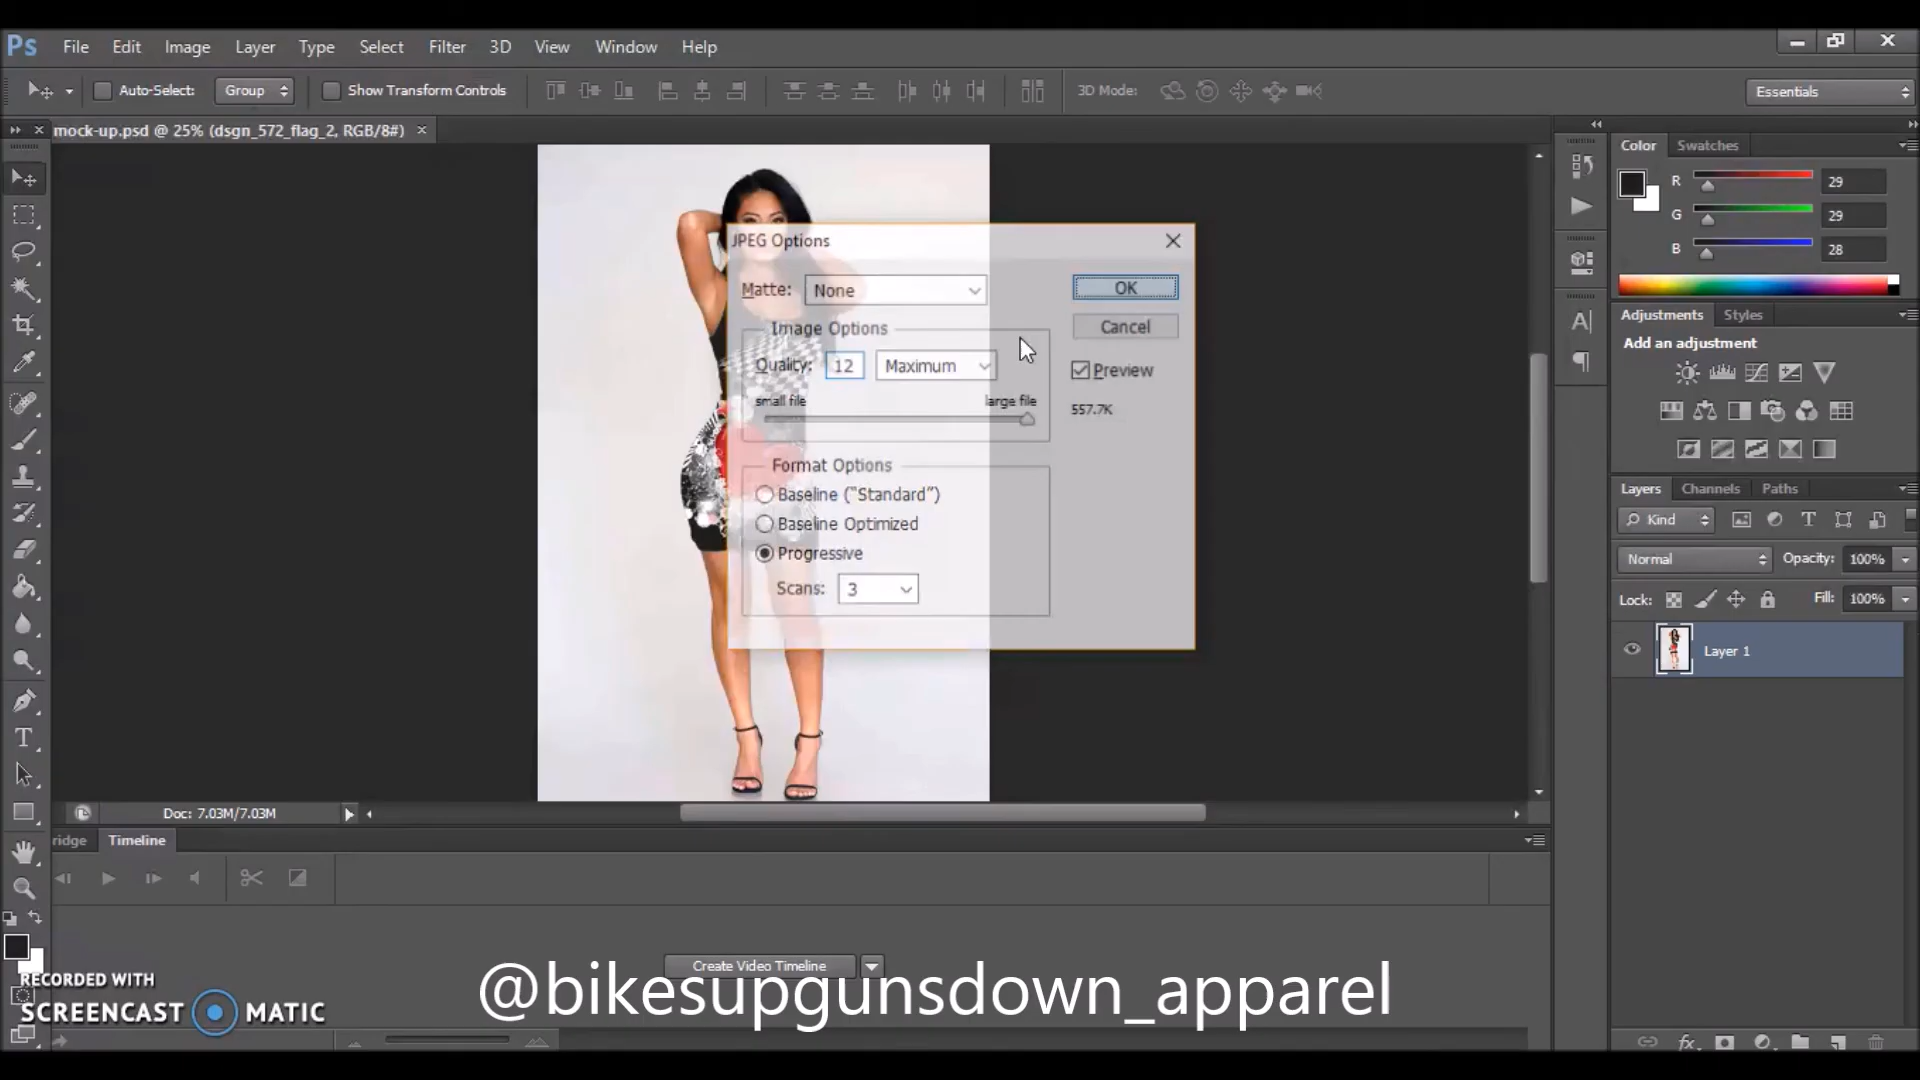 Ps File Edit Image Layer Type Select Filter 3D View Window Help
Auto-Select: Group Show Transform Controls 3D Mode: Essentials
mock-up.psd @ 25% (dsgn_572_flag_2, RGB/8#) ×
Color Swatches
R 29
G 29
B 28
Adjustments Styles
Add an adjustment
JPEG Options
Matte: None
OK
Cancel
Image Options
Quality: 12 Maximum
Preview
small file large file
557.7K
Format Options
Baseline ("Standard")
Baseline Optimized
Progressive
Scans: 3
Layers Channels Paths
Kind
Normal Opacity: 100%
Lock: Fill: 100%
Layer 1
Doc: 7.03M/7.03M
ridge Timeline
Create Video Timeline
@bikesupgunsdown_apparel
RECORDED WITH
SCREENCAST MATIC
fx